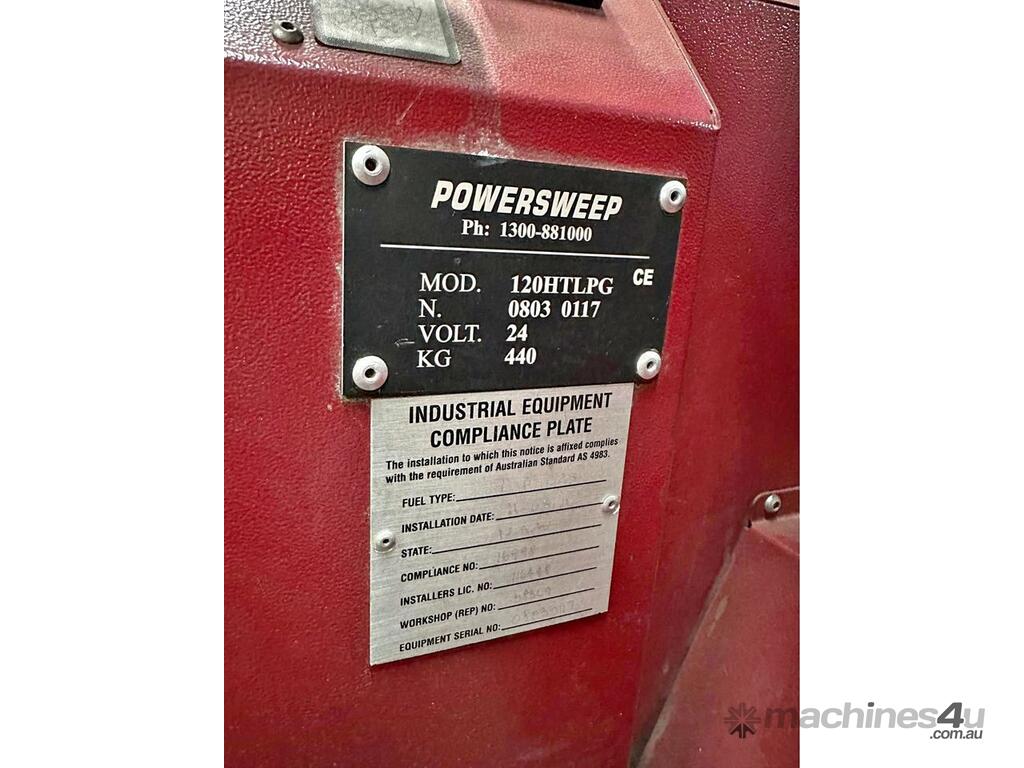 POWERSWEEP
Ph: 1300-881000
MOD. 120HTLPG CE
N. 0803 0117
VOLT. 24
KG 440
INDUSTRIAL EQUIPMENT
COMPLIANCE PLATE
The installation to which this notice is affixed complies
with the requirement of Australian Standard AS 4983.
FUEL TYPE:
INSTALLATION DATE:
STATE:
COMPLIANCE NO:
INSTALLERS LIC. NO:
WORKSHOP (REP) NO:
EQUIPMENT SERIAL NO:
machines4u
.com.au